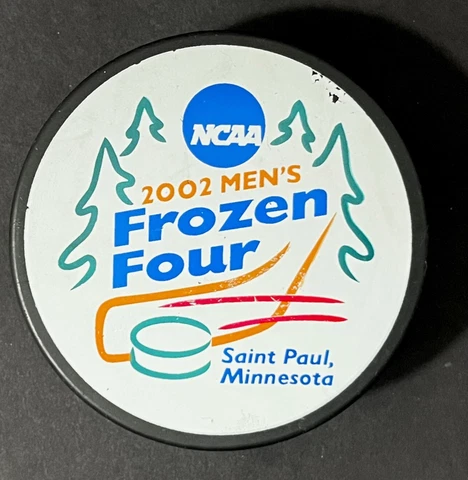 NCAA
2002 MEN'S
Frozen
Four
Saint Paul,
Minnesota